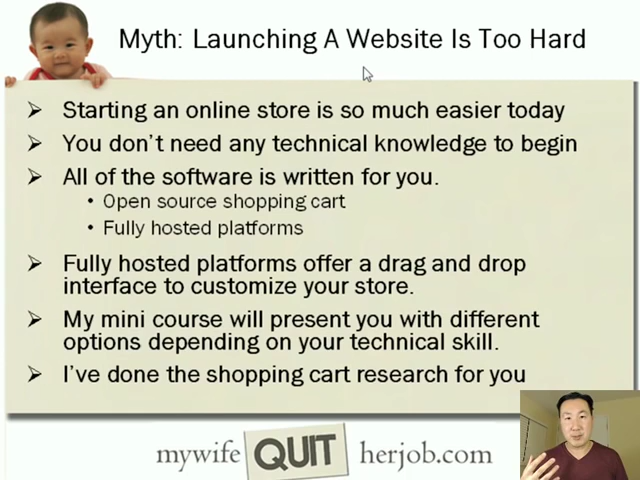 Myth: Launching A Website Is Too Hard
Starting an online store is so much easier today
You don't need any technical knowledge to begin
All of the software is written for you.
Open source shopping cart
Fully hosted platforms
Fully hosted platforms offer a drag and drop
interface to customize your store.
My mini course will present you with different
options depending on your technical skill.
I've done the shopping cart research for you
mywife QUIT herjob.com